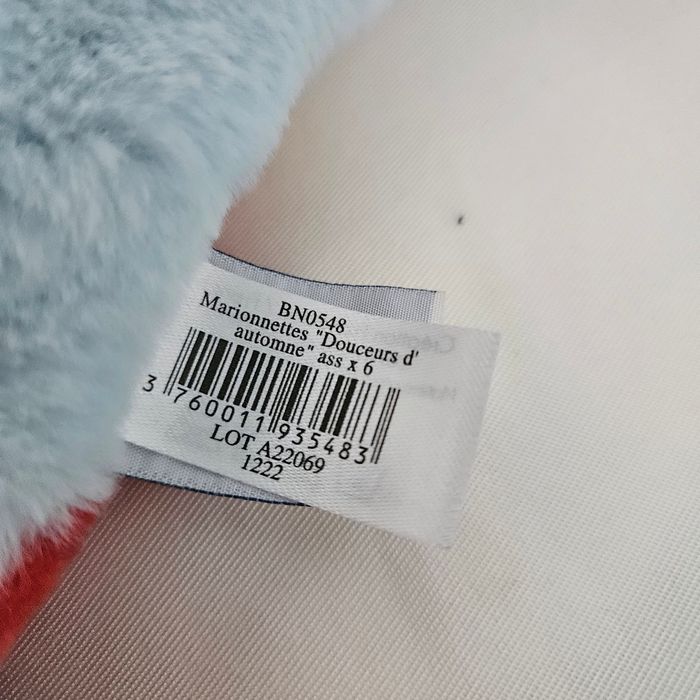 BN0548
Marionnettes "Douceurs d'
automne" ass x 6
3 760011 935483
LOT A22069
1222